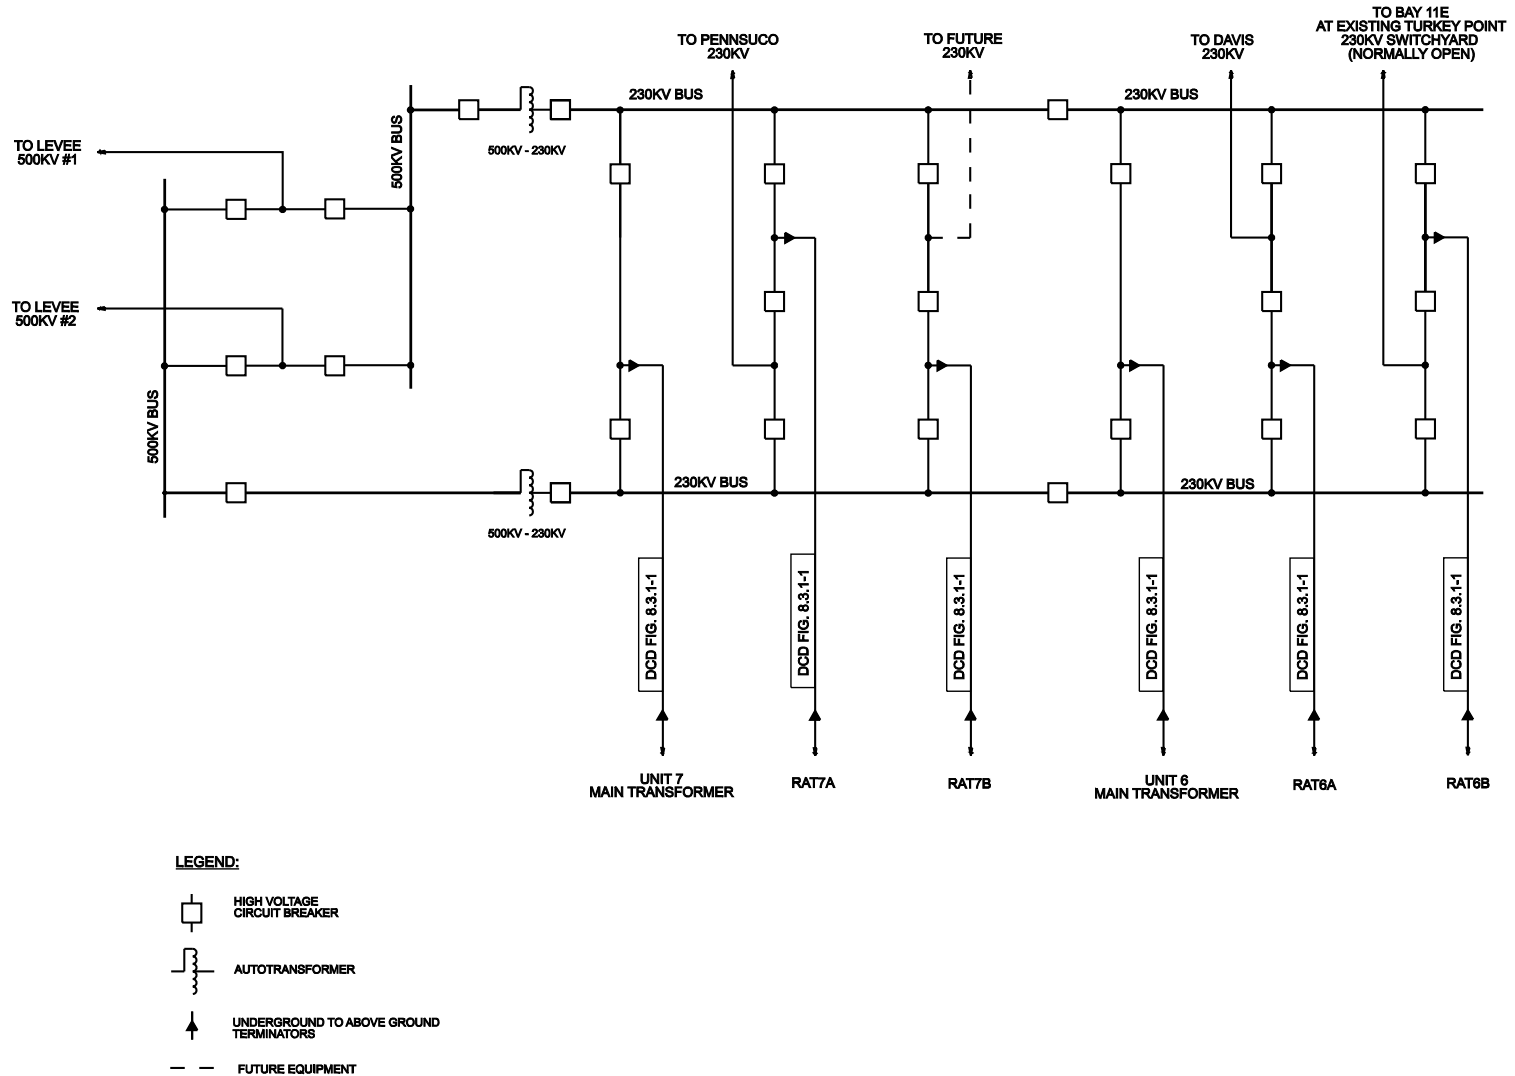 TO BAY 11E
AT EXISTING TURKEY POINT
230KV SWITCHYARD
(NORMALLY OPEN)
TO PENNSUCO
230KV
TO FUTURE
230KV
TO DAVIS
230KV
230KV BUS
230KV BUS
500KV BUS
500KV - 230KV
TO LEVEE
500KV #1
TO LEVEE
500KV #2
500KV BUS
230KV BUS
230KV BUS
500KV - 230KV
DCD FIG. 8.3.1-1
DCD FIG. 8.3.1-1
DCD FIG. 8.3.1-1
DCD FIG. 8.3.1-1
DCD FIG. 8.3.1-1
DCD FIG. 8.3.1-1
UNIT 7
MAIN TRANSFORMER
RAT7A
RAT7B
UNIT 6
MAIN TRANSFORMER
RAT6A
RAT6B
LEGEND:
HIGH VOLTAGE
CIRCUIT BREAKER
AUTOTRANSFORMER
UNDERGROUND TO ABOVE GROUND
TERMINATORS
FUTURE EQUIPMENT